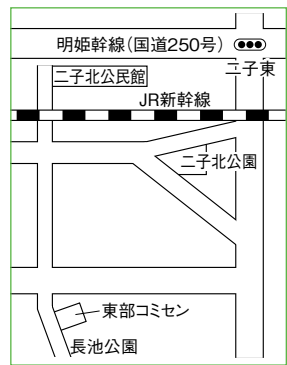 明姫幹線(国道250号)
二子東
二子北公民館
JR新幹線
二子北公園
東部コミセン
長池公園